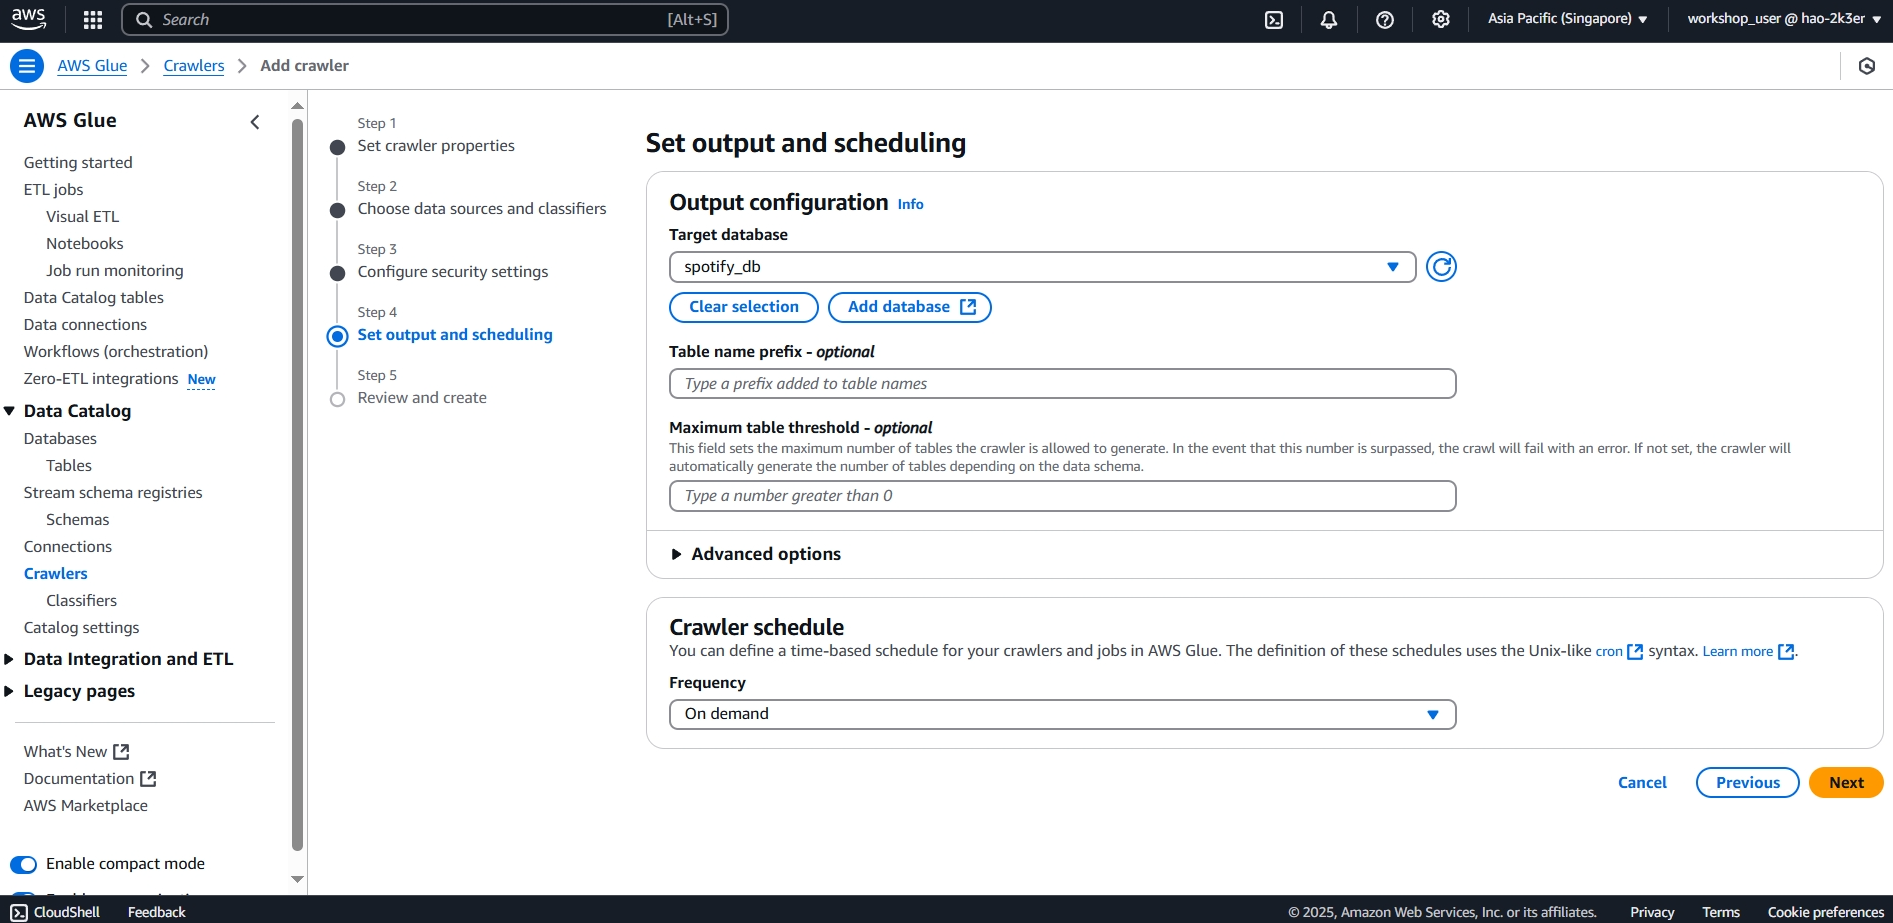 aws
Search [Alt+S]
Asia Pacific (Singapore)
workshop_user @ hao-2k3er
AWS Glue
Crawlers
Add crawler
AWS Glue
Getting started
ETL jobs
Visual ETL
Notebooks
Job run monitoring
Data Catalog tables
Data connections
Workflows (orchestration)
Zero-ETL integrations New
Data Catalog
Databases
Tables
Stream schema registries
Schemas
Connections
Crawlers
Classifiers
Catalog settings
Data Integration and ETL
Legacy pages
What's New
Documentation
AWS Marketplace
Enable compact mode
Step 1
Set crawler properties
Step 2
Choose data sources and classifiers
Step 3
Configure security settings
Step 4
Set output and scheduling
Step 5
Review and create
Set output and scheduling
Output configuration Info
Target database
spotify_db
Clear selection
Add database
Table name prefix - optional
Type a prefix added to table names
Maximum table threshold - optional
This field sets the maximum number of tables the crawler is allowed to generate. In the event that this number is surpassed, the crawl will fail with an error. If not set, the crawler will
automatically generate the number of tables depending on the data schema.
Type a number greater than 0
Advanced options
Crawler schedule
You can define a time-based schedule for your crawlers and jobs in AWS Glue. The definition of these schedules uses the Unix-like cron syntax. Learn more.
Frequency
On demand
Cancel
Previous
Next
CloudShell
Feedback
© 2025, Amazon Web Services, Inc. or its affiliates.
Privacy
Terms
Cookie preferences